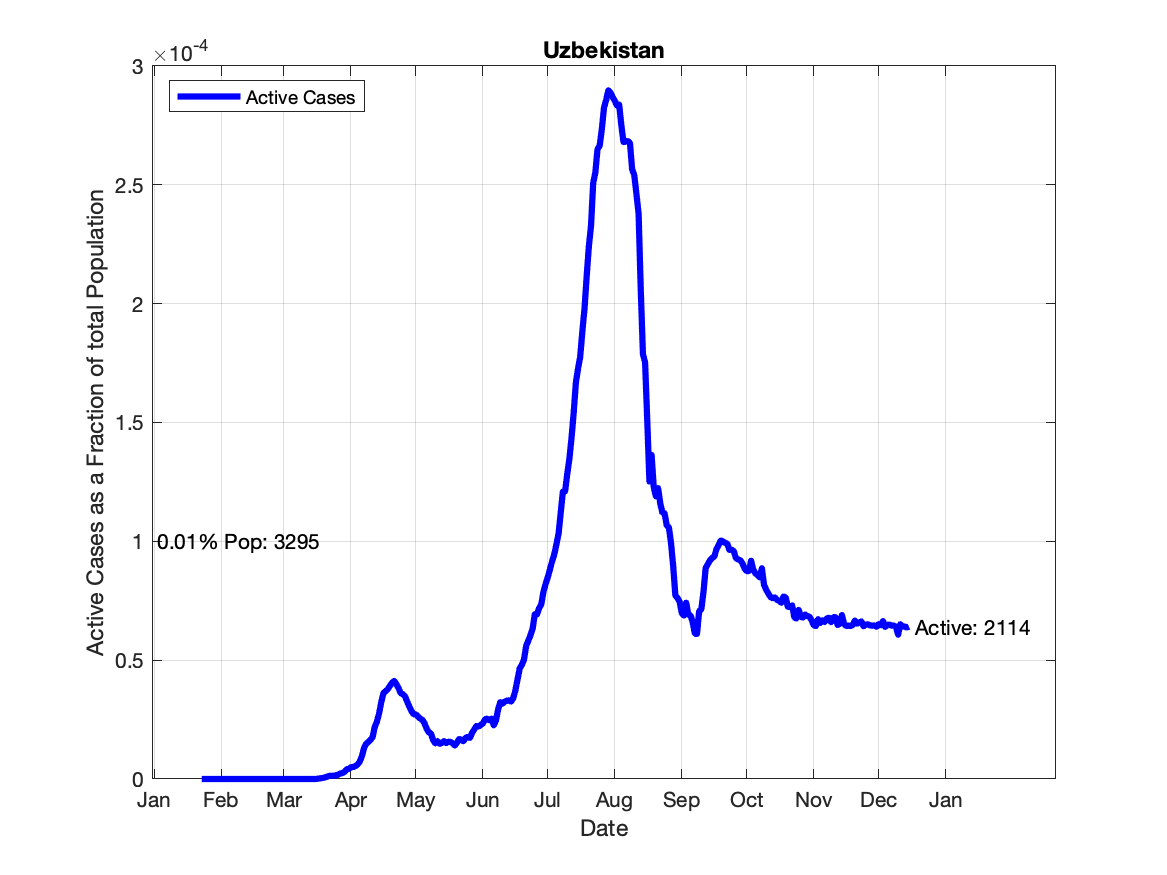 Uzbekistan
×10-4
Active Cases
3
2.5
2
1.5
1
0.5
0
0.01% Pop: 3295
Active: 2114
Active Cases as a Fraction of total Population
Jan Feb Mar Apr May Jun Jul Aug Sep Oct Nov Dec Jan
Date